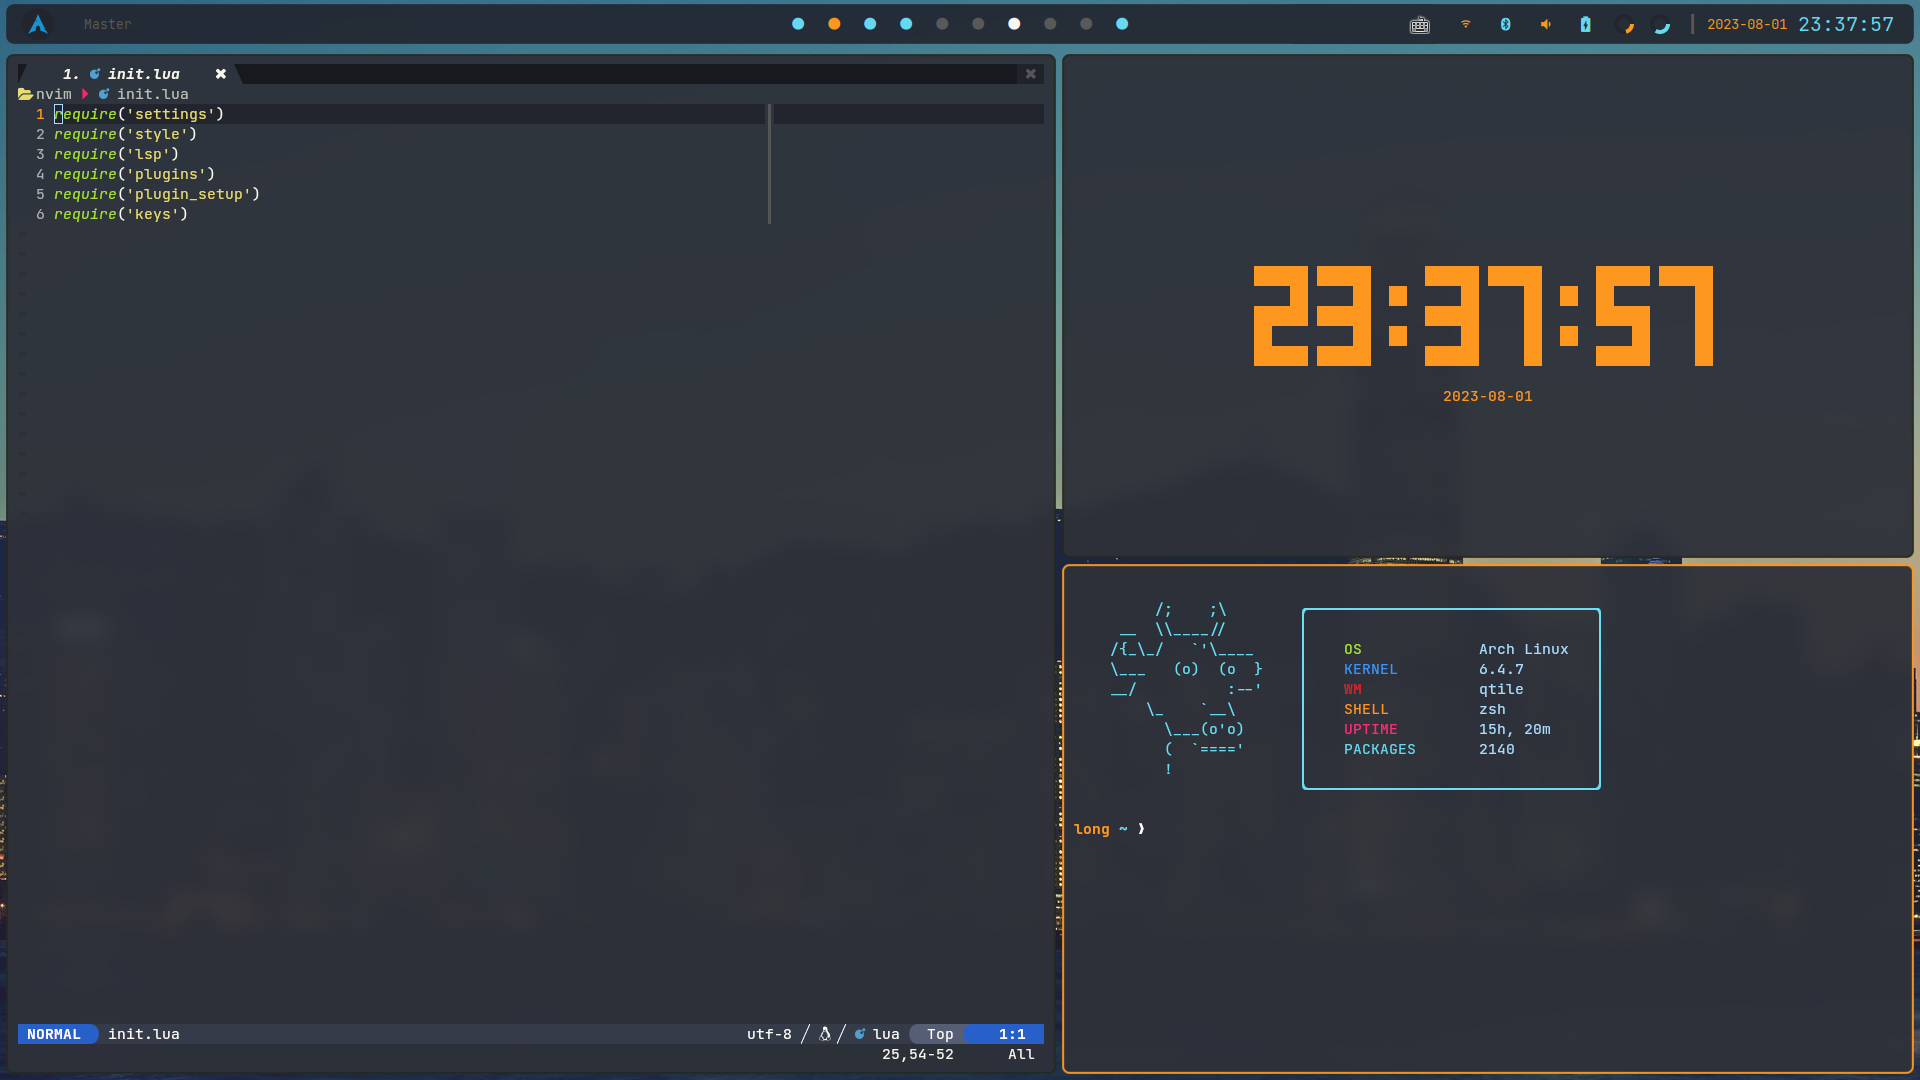 Master
2023-08-01 23:37:57
1. init.lua
nvim init.lua
1 require('settings')
2 require('style')
3 require('lsp')
4 require('plugins')
5 require('plugin_setup')
6 require('keys')
NORMAL init.lua utf-8 / / lua Top 1:1
25,54-52 All
23:37:57
2023-08-01
OS Arch Linux
KERNEL 6.4.7
WM qtile
SHELL zsh
UPTIME 15h, 20m
PACKAGES 2140
long ~ ❯